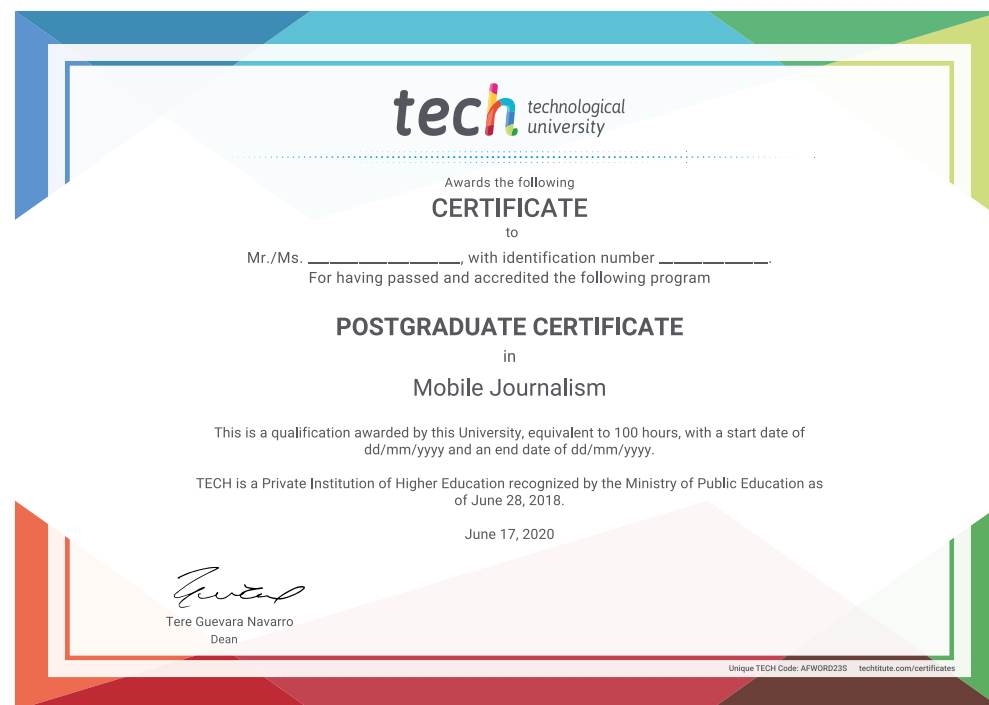 tech technological
university
Awards the following
CERTIFICATE
to
Mr./Ms. ____________________, with identification number ______________.
For having passed and accredited the following program
POSTGRADUATE CERTIFICATE
in
Mobile Journalism
This is a qualification awarded by this University, equivalent to 100 hours, with a start date of
dd/mm/yyyy and an end date of dd/mm/yyyy.
TECH is a Private Institution of Higher Education recognized by the Ministry of Public Education as
of June 28, 2018.
June 17, 2020
Tere Guevara Navarro
Dean
Unique TECH Code: AFWORD23S techtitute.com/certificates